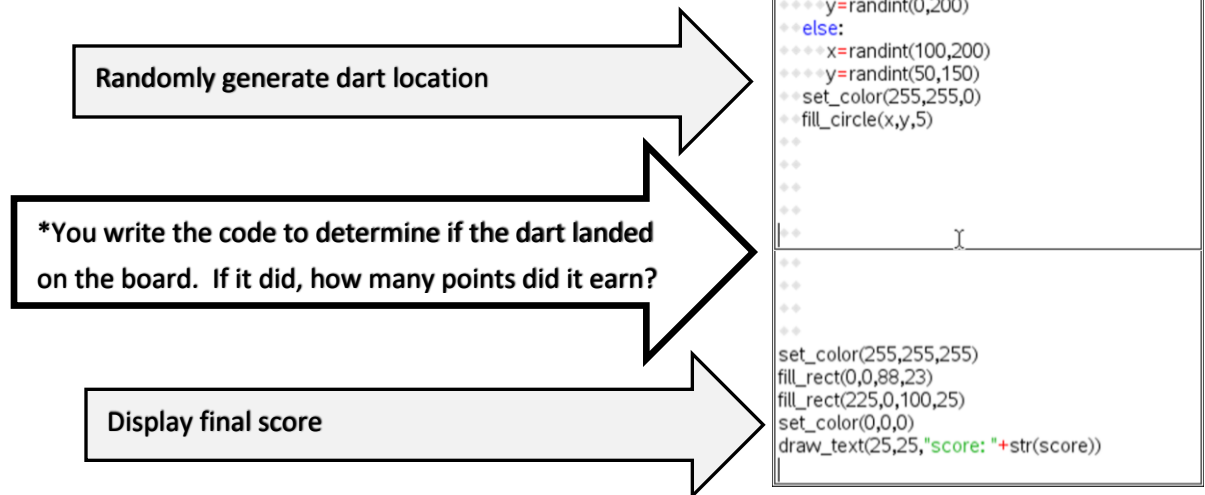 y=randint(0,200)
else:
Randomly generate dart location
x=randint(100,200)
y=randint(50,150)
set_color(255,255,0)
fill_circle(x,y,5)
*You write the code to determine if the dart landed
on the board. If it did, how many points did it earn?
set_color(255,255,255)
fill_rect(0,0,88,23)
fill_rect(225,0,100,25)
Display final score
set_color(0,0,0)
draw_text(25,25,"score: "+str(score))